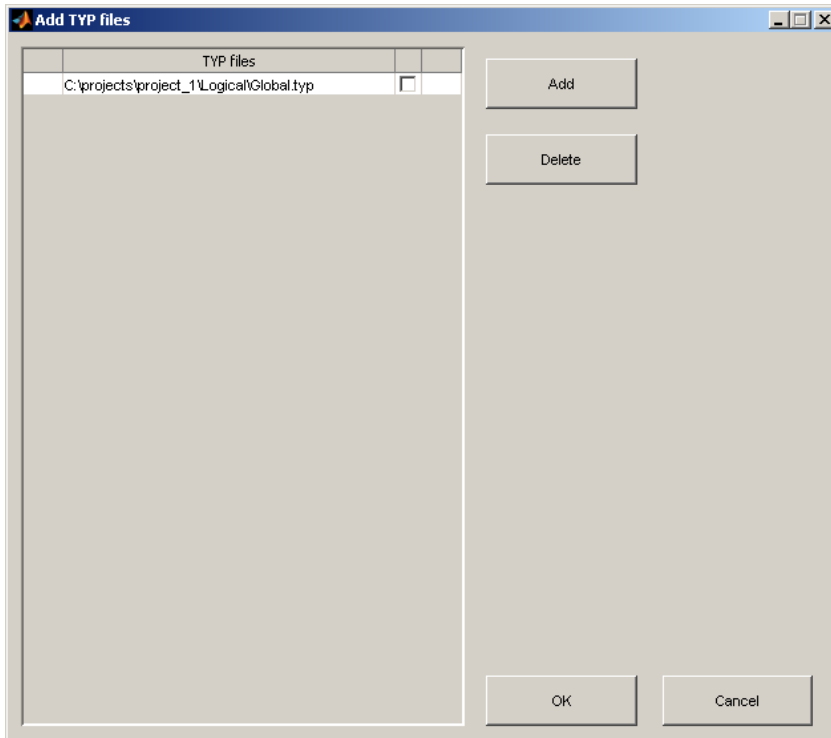 Add TYP files
TYP files
C:\projects\project_1\Logical\Global.typ
Add
Delete
OK
Cancel